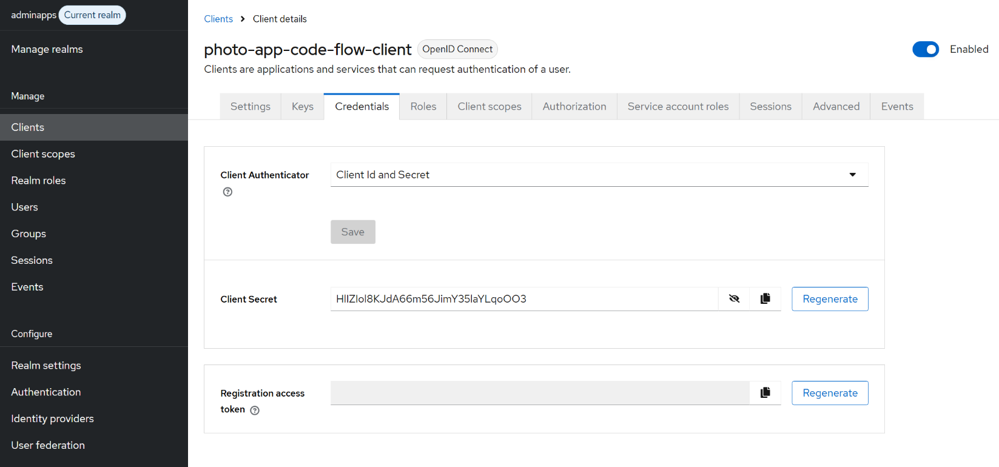 adminapps Current realm
Manage realms
Manage
Clients
Client scopes
Realm roles
Users
Groups
Sessions
Events
Configure
Realm settings
Authentication
Identity providers
User federation
Clients > Client details
photo-app-code-flow-client OpenID Connect
Enabled
Clients are applications and services that can request authentication of a user.
Settings Keys Credentials Roles Client scopes Authorization Service account roles Sessions Advanced Events
Client Authenticator Client Id and Secret
Save
Client Secret HIIZIol8KJdA66m56JimY35laYLqoOO3 Regenerate
Registration access Regenerate
token